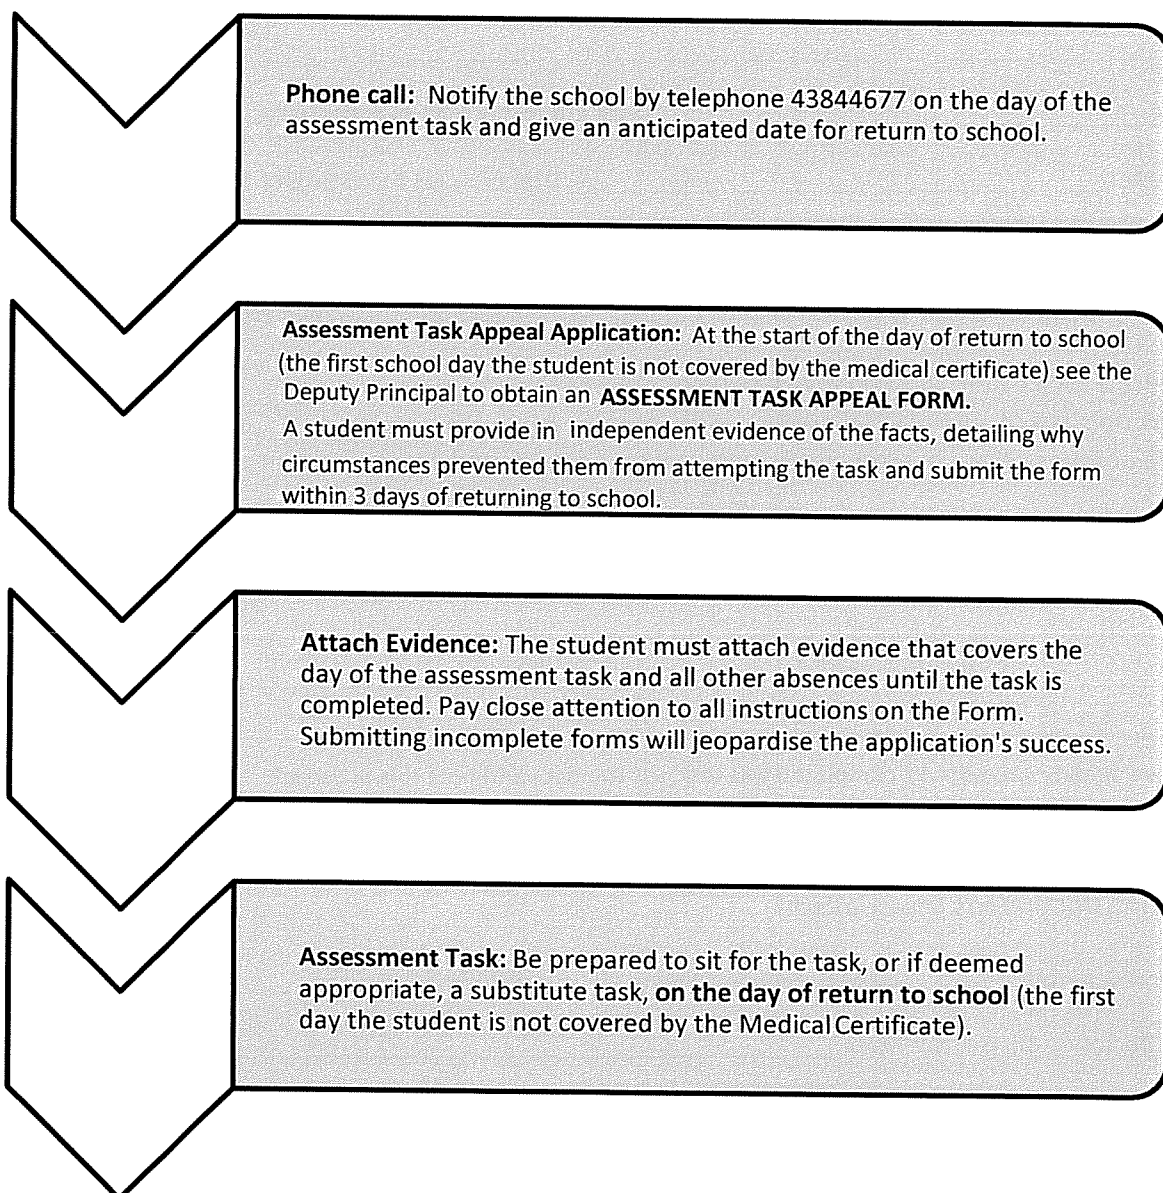 Phone call: Notify the school by telephone 43844677 on the day of the
assessment task and give an anticipated date for return to school.
Assessment Task Appeal Application: At the start of the day of return to school
(the first school day the student is not covered by the medical certificate) see the
Deputy Principal to obtain an ASSESSMENT TASK APPEAL FORM.
A student must provide in independent evidence of the facts, detailing why
circumstances prevented them from attempting the task and submit the form
within 3 days of returning to school.
Attach Evidence: The student must attach evidence that covers the
day of the assessment task and all other absences until the task is
completed. Pay close attention to all instructions on the Form.
Submitting incomplete forms will jeopardise the application's success.
Assessment Task: Be prepared to sit for the task, or if deemed
appropriate, a substitute task, on the day of return to school (the first
day the student is not covered by the Medical Certificate).